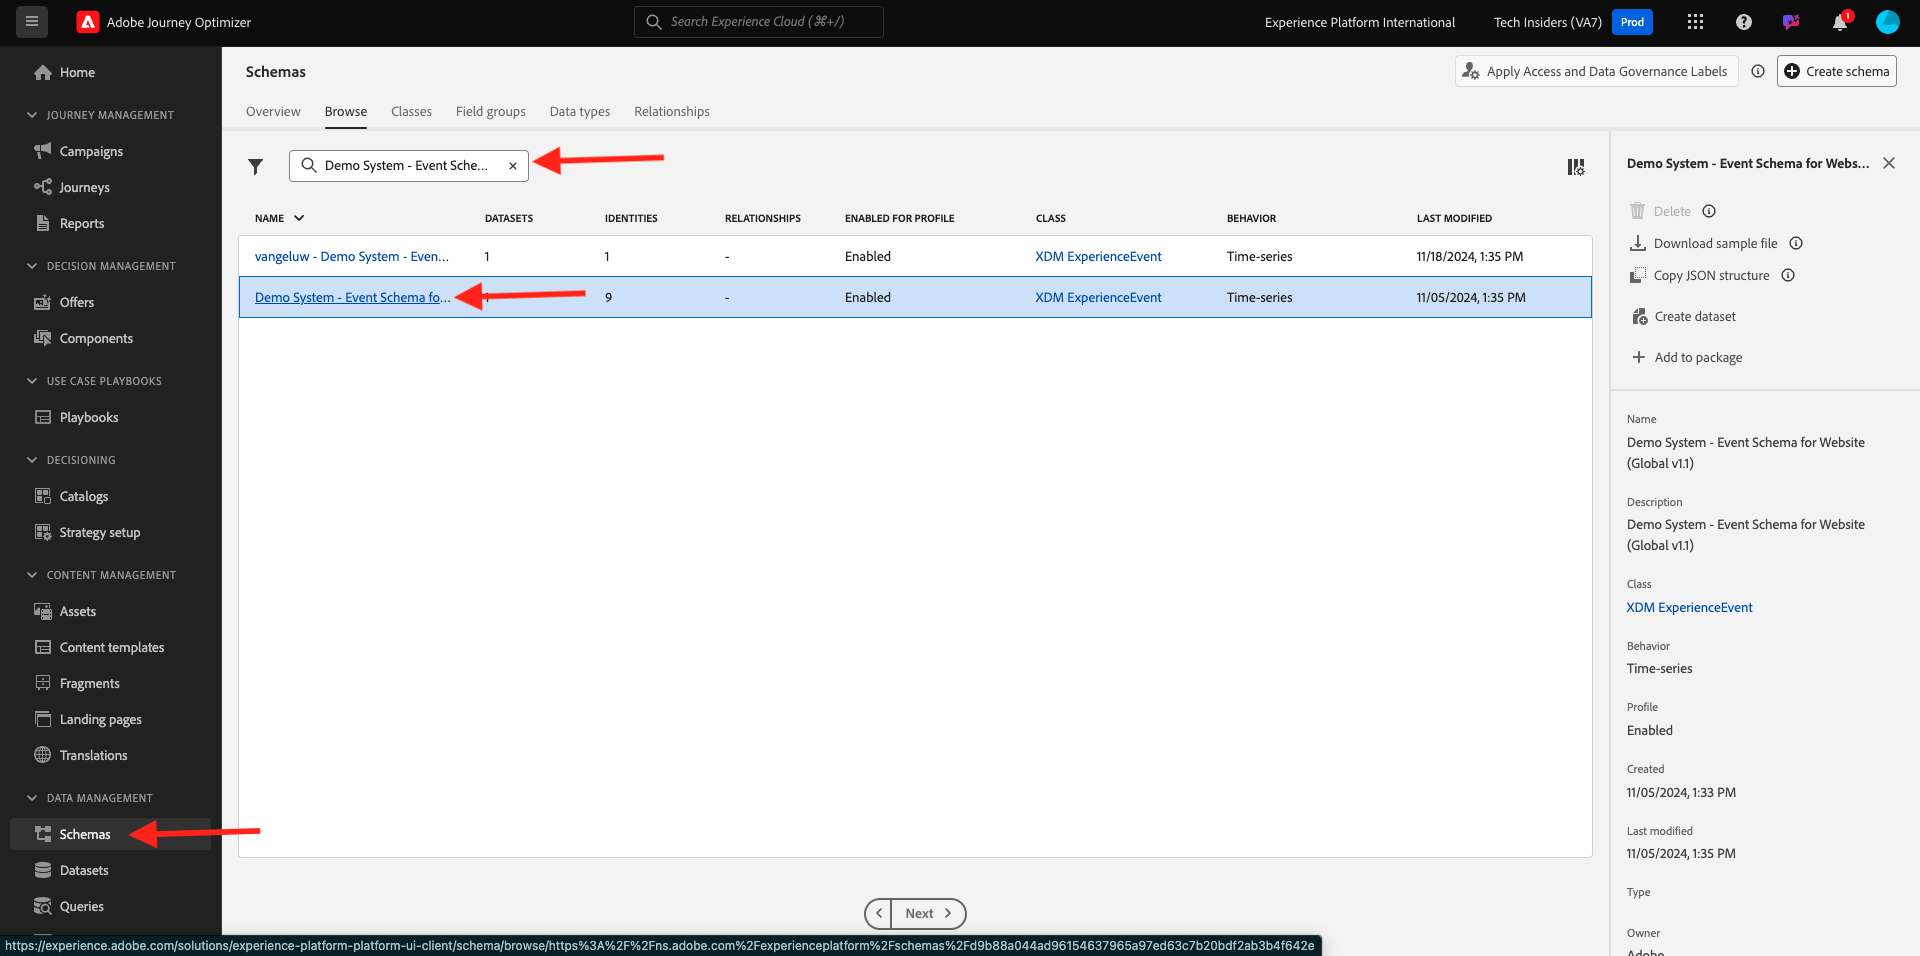 Adobe Journey Optimizer
Search Experience Cloud (⌘+/)
Experience Platform International
Tech Insiders (VA7)
Prod
1
Home
JOURNEY MANAGEMENT
Campaigns
Journeys
Reports
DECISION MANAGEMENT
Offers
Components
USE CASE PLAYBOOKS
Playbooks
DECISIONING
Catalogs
Strategy setup
CONTENT MANAGEMENT
Assets
Content templates
Fragments
Landing pages
Translations
DATA MANAGEMENT
Schemas
Datasets
Queries
Schemas
Apply Access and Data Governance Labels
Create schema
Overview Browse Classes Field groups Data types Relationships
Demo System - Event Sche...
NAME DATASETS IDENTITIES RELATIONSHIPS ENABLED FOR PROFILE CLASS BEHAVIOR LAST MODIFIED
vangeluw - Demo System - Even... 1 1 - Enabled XDM ExperienceEvent Time-series 11/18/2024, 1:35 PM
Demo System - Event Schema fo... 1 9 - Enabled XDM ExperienceEvent Time-series 11/05/2024, 1:35 PM
Next
Demo System - Event Schema for Webs...
Delete
Download sample file
Copy JSON structure
Create dataset
Add to package
Name
Demo System - Event Schema for Website
(Global v1.1)
Description
Demo System - Event Schema for Website
(Global v1.1)
Class
XDM ExperienceEvent
Behavior
Time-series
Profile
Enabled
Created
11/05/2024, 1:33 PM
Last modified
11/05/2024, 1:35 PM
Type
Owner
Adobe
https://experience.adobe.com/solutions/experience-platform-platform-ui-client/schema/browse/https%3A%2F%2Fns.adobe.com%2Fexperienceplatform%2Fschemas%2Fd9b88a044ad96154637965a97ed63c7b20bdf2ab3b4f642e